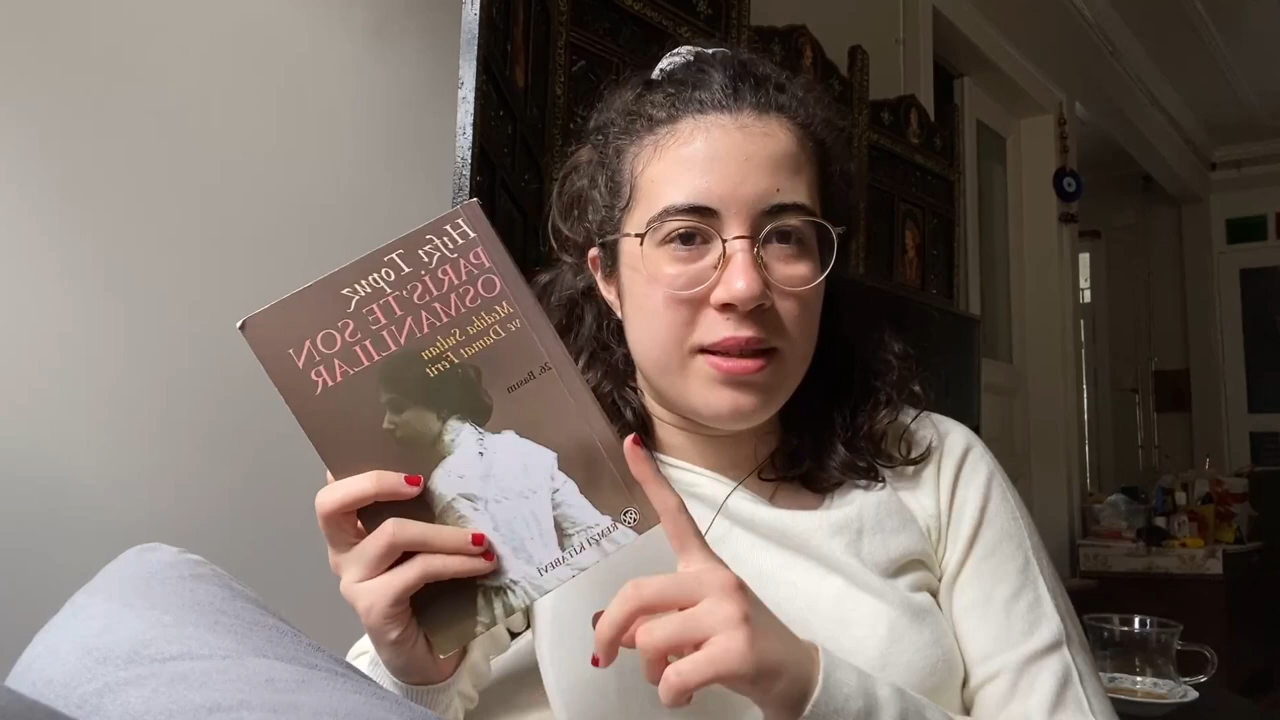 Hıfzı Topuz
PARİS'TE SON
OSMANLILAR
Mediha Sultan
ve Damat Ferit
26. Basım
REMZİ KİTABEVİ